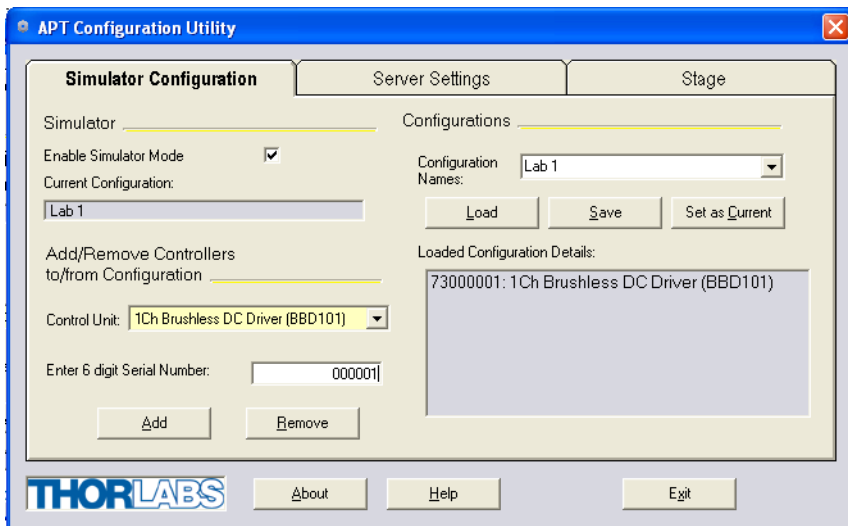 APT Configuration Utility
Simulator Configuration
Server Settings
Stage
Simulator
Enable Simulator Mode
Current Configuration:
Lab 1
Add/Remove Controllers
to/from Configuration
Control Unit: 1Ch Brushless DC Driver (BBD101)
Enter 6 digit Serial Number: 000001
Add
Remove
Configurations
Configuration
Names:
Lab 1
Load
Save
Set as Current
Loaded Configuration Details:
73000001: 1Ch Brushless DC Driver (BBD101)
THORLABS
About
Help
Exit